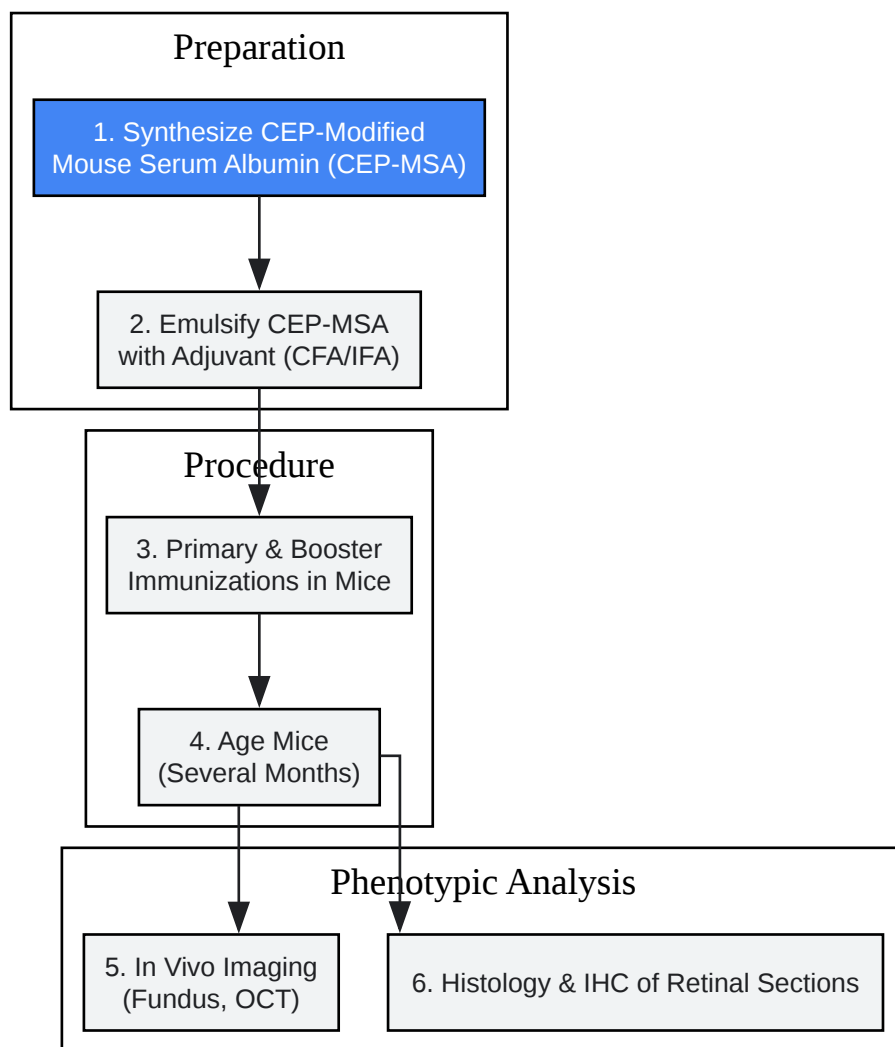 Preparation
1. Synthesize CEP-Modified
Mouse Serum Albumin (CEP-MSA)
2. Emulsify CEP-MSA
with Adjuvant (CFA/IFA)
Procedure
3. Primary & Booster
Immunizations in Mice
4. Age Mice
(Several Months)
Phenotypic Analysis
5. In Vivo Imaging
(Fundus, OCT)
6. Histology & IHC of Retinal Sections